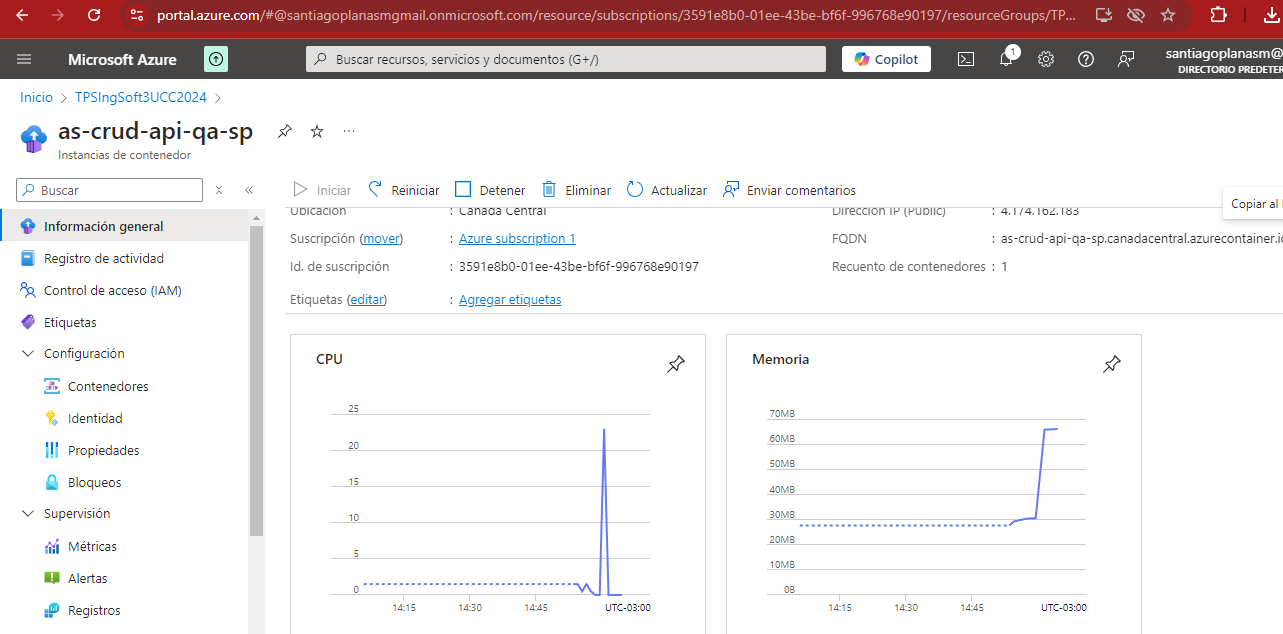 portal.azure.com/#@santiagoplanasmgmail.onmicrosoft.com/resource/subscriptions/3591e8b0-01ee-43be-bf6f-996768e90197/resourceGroups/TP...
Microsoft Azure
Buscar recursos, servicios y documentos (G+/)
Copilot
1
santiagoplanasm@
DIRECTORIO PREDETER
Inicio > TPSIngSoft3UCC2024 >
as-crud-api-qa-sp
Instancias de contenedor
Buscar
Iniciar Reiniciar Detener Eliminar Actualizar Enviar comentarios
Copiar al
Información general
Registro de actividad
Control de acceso (IAM)
Etiquetas
Configuración
Contenedores
Identidad
Propiedades
Bloqueos
Supervisión
Métricas
Alertas
Registros
Ubicación : Canada Central
Suscripción (mover) : Azure subscription 1
Id. de suscripción : 3591e8b0-01ee-43be-bf6f-996768e90197
Etiquetas (editar) : Agregar etiquetas
Dirección IP (Public) : 4.174.162.183
FQDN : as-crud-api-qa-sp.canadacentral.azurecontainer.i
Recuento de contenedores : 1
CPU
25
20
15
10
5
0
14:15 14:30 14:45 UTC-03:00
Memoria
70MB
60MB
50MB
40MB
30MB
20MB
10MB
0B
14:15 14:30 14:45 UTC-03:00